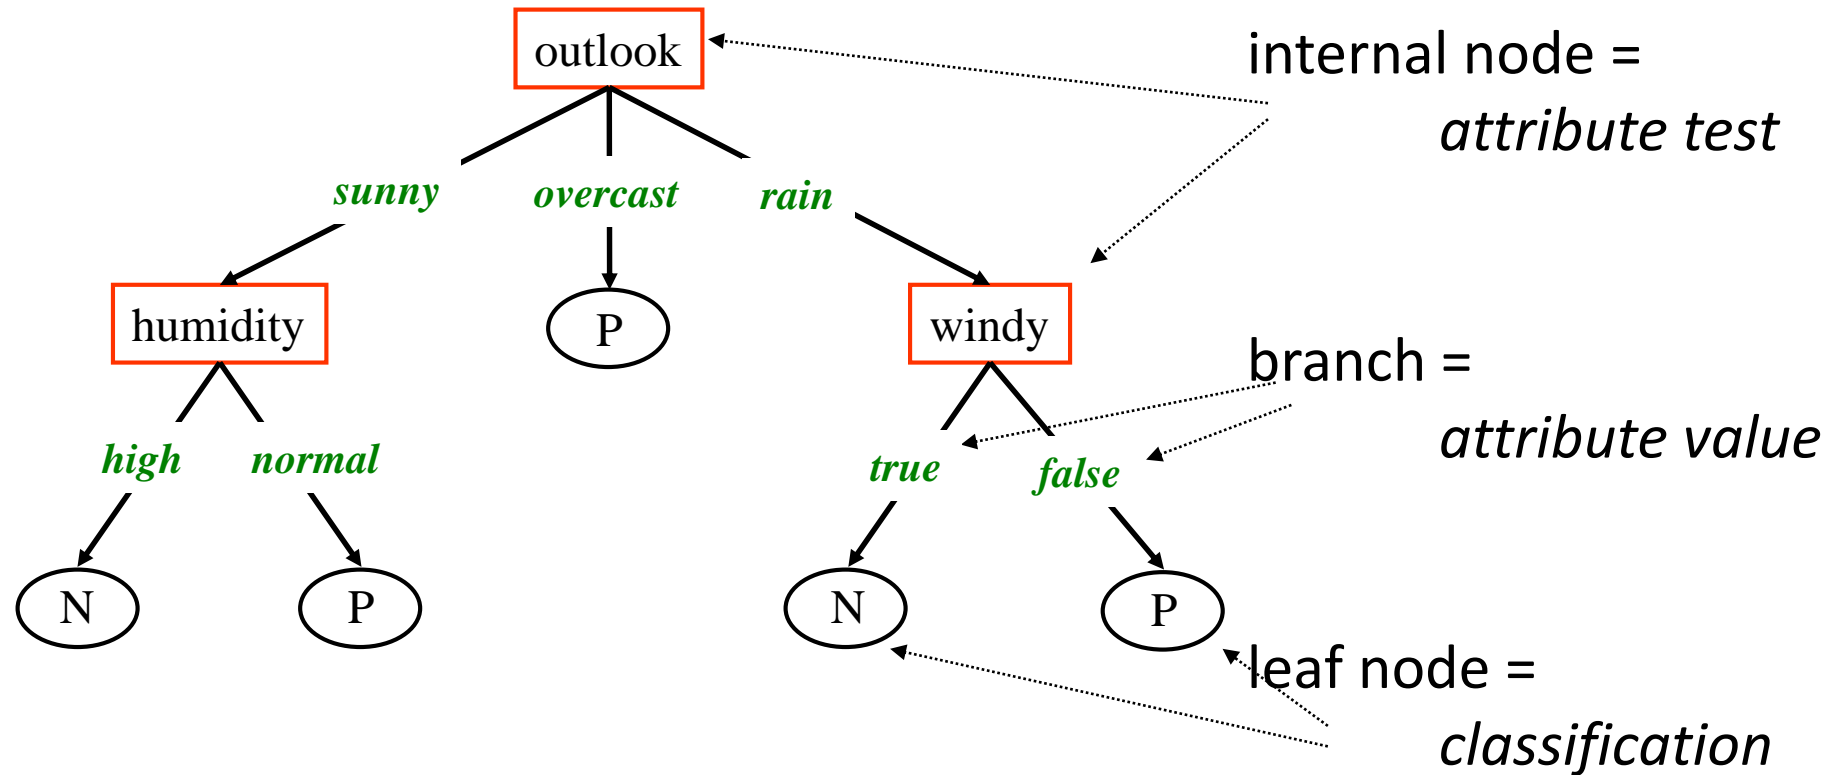 outlook
internal node =
attribute test
sunny
overcast
rain
humidity
P
windy
branch =
attribute value
high
normal
true
false
N
P
N
P
leaf node =
classification